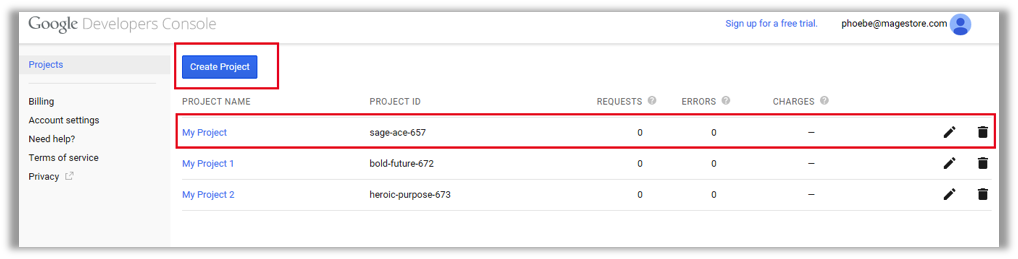 Google Developers Console Sign up for a free trial. phoebe@magestore.com
Projects
Create Project
PROJECT NAME PROJECT ID REQUESTS ? ERRORS ? CHARGES ?
Billing
Account settings
My Project sage-ace-657 0 0 —
Need help?
Terms of service
My Project 1 bold-future-672 0 0 —
Privacy
My Project 2 heroic-purpose-673 0 0 —